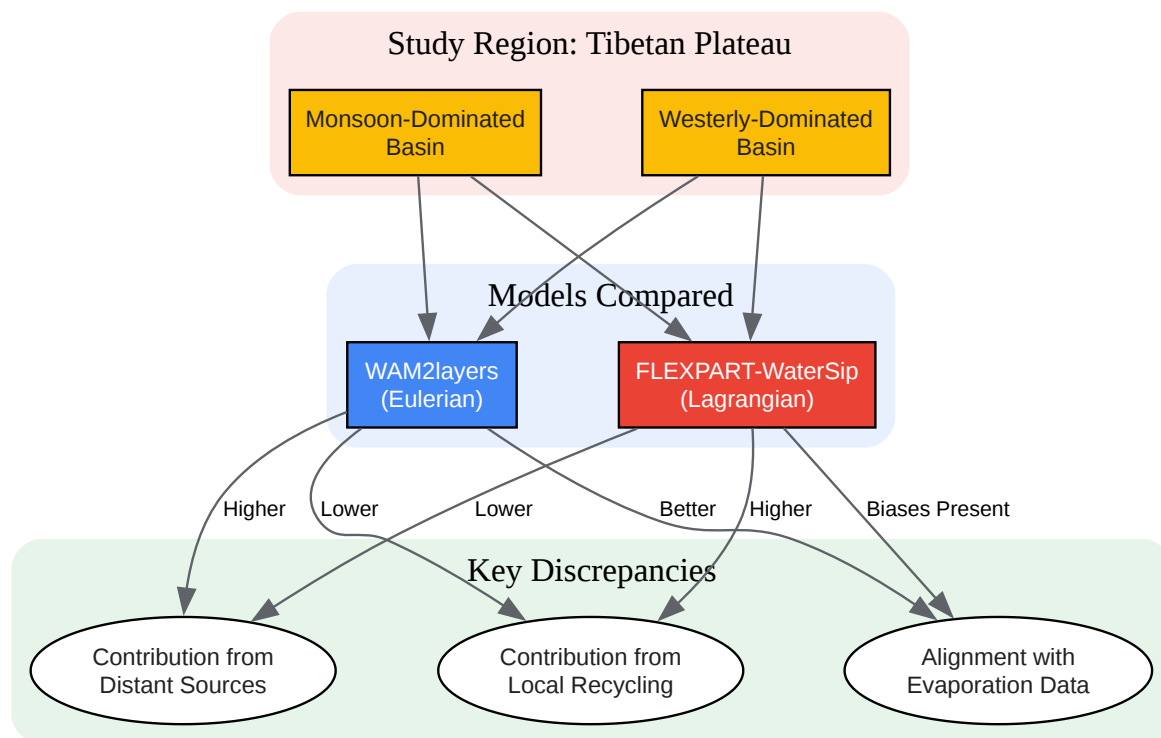 Study Region: Tibetan Plateau
Monsoon-Dominated
Basin
Westerly-Dominated
Basin
Models Compared
WAM2layers
(Eulerian)
FLEXPART-WaterSip
(Lagrangian)
Higher
Lower
Lower
Better
Higher
Biases Present
Key Discrepancies
Contribution from
Distant Sources
Contribution from
Local Recycling
Alignment with
Evaporation Data